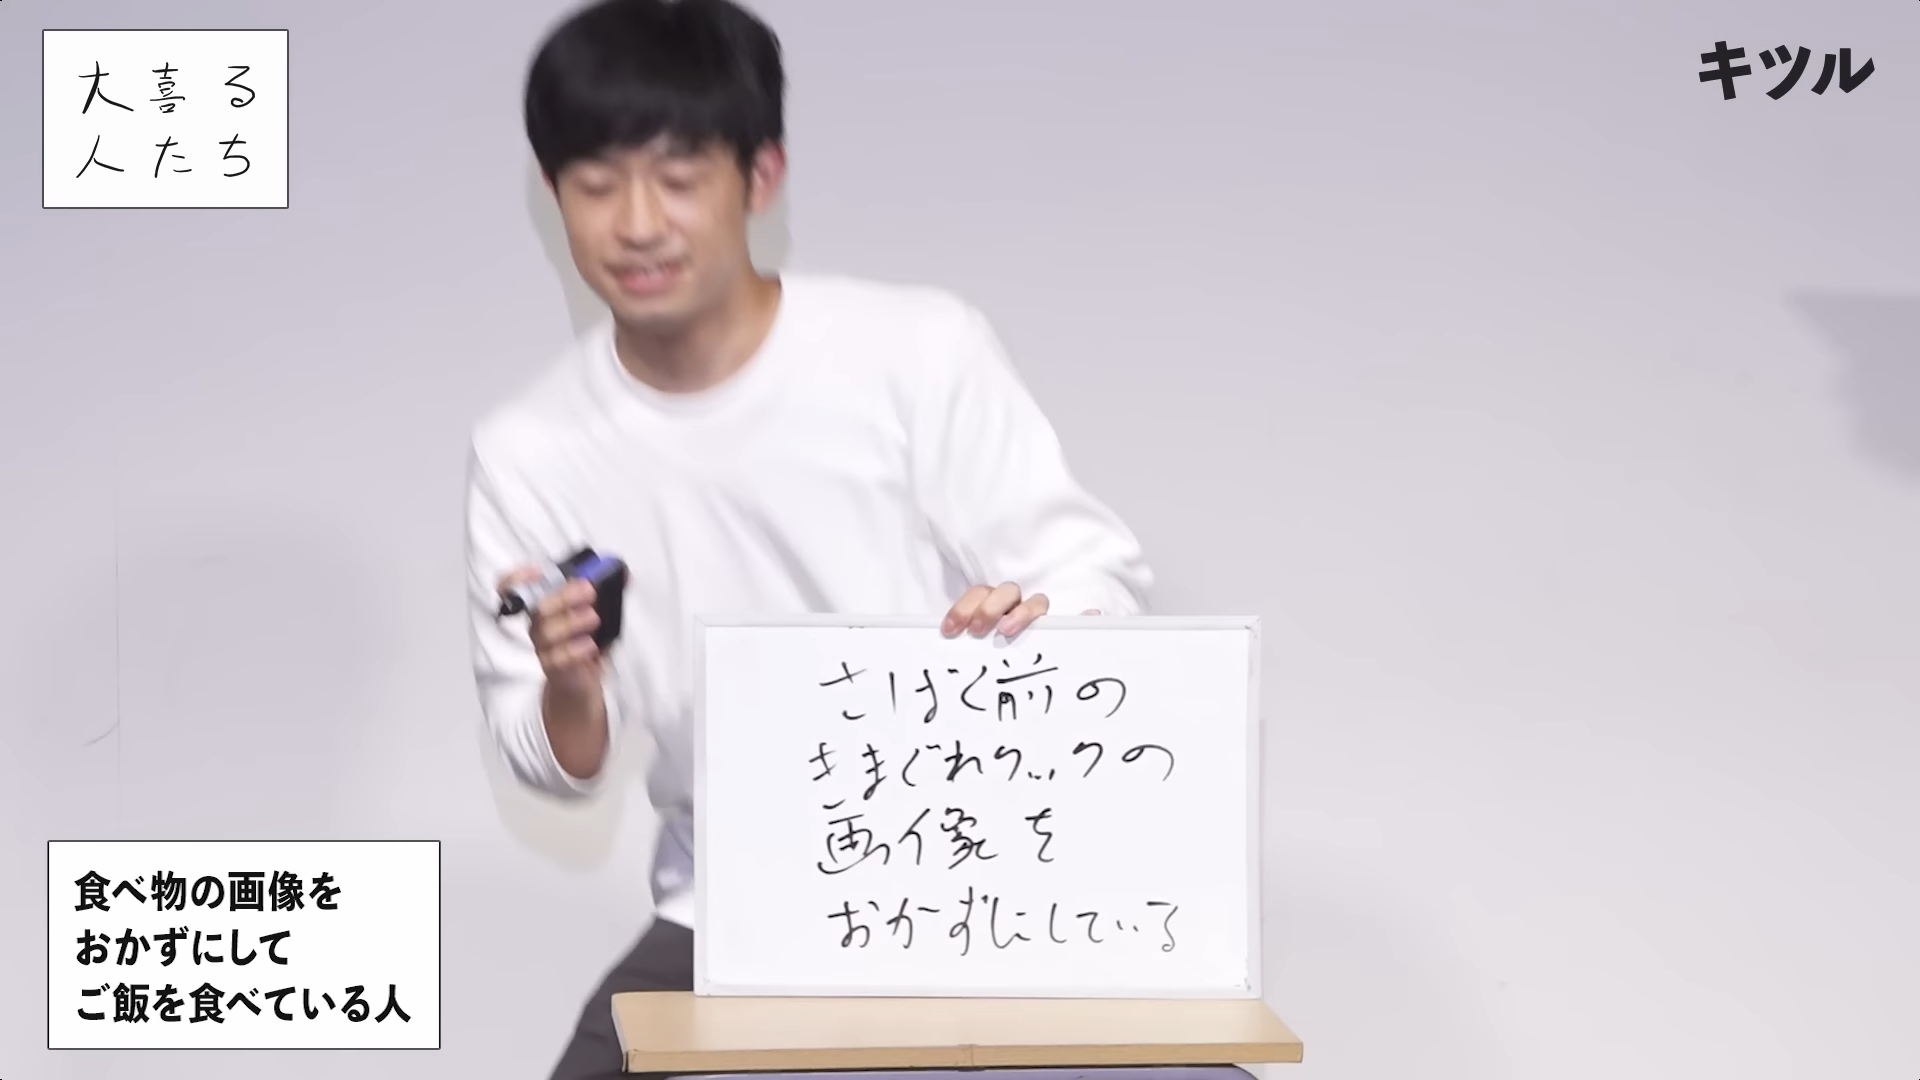 大喜る
人たち
キツル
さばく前の
きまぐれクックの
画像を
おかずにしている
食べ物の画像を
おかずにして
ご飯を食べている人